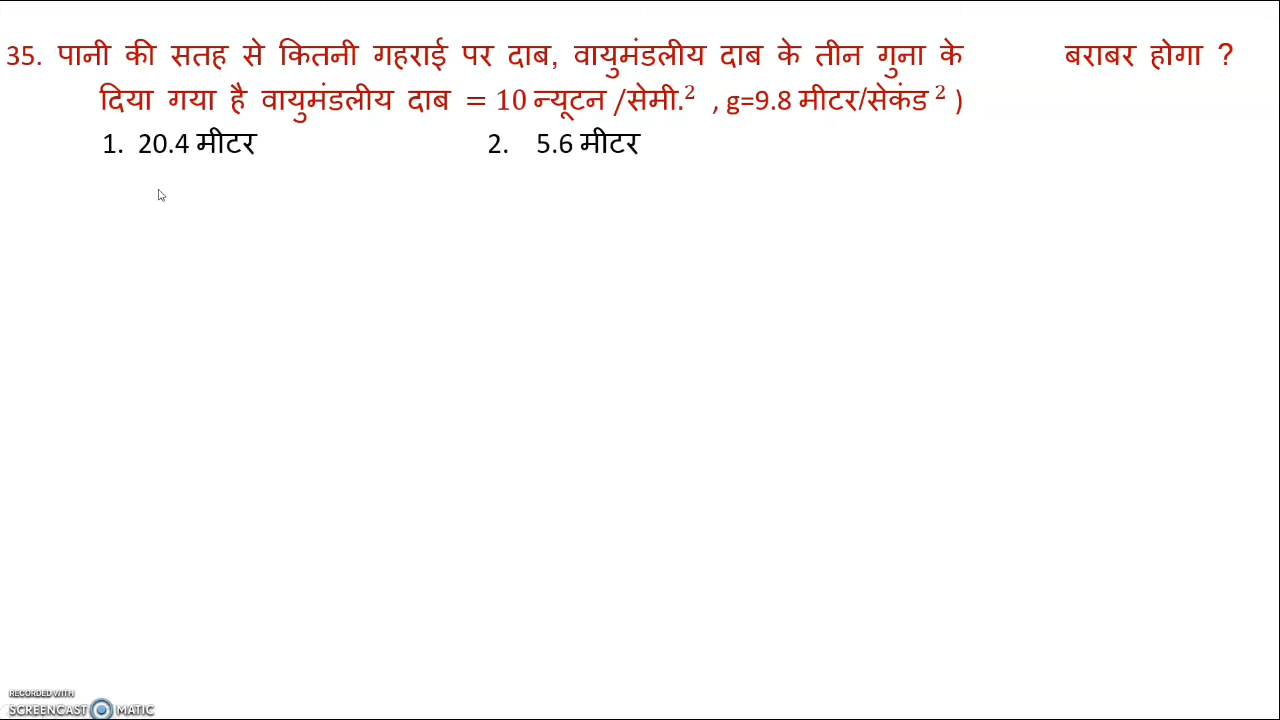 35. पानी की सतह से कितनी गहराई पर दाब, वायुमंडलीय दाब के तीन गुना के बराबर होगा ?
दिया गया है वायुमंडलीय दाब = 10 न्यूटन /सेमी.² , g=9.8 मीटर/सेकंड ² )
1. 20.4 मीटर 2. 5.6 मीटर
RECORDED WITH
SCREENCAST MATIC